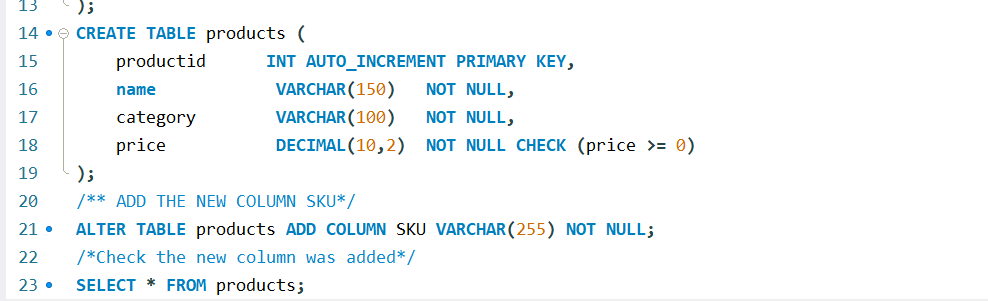 13 );
14 CREATE TABLE products (
15 productid INT AUTO_INCREMENT PRIMARY KEY,
16 name VARCHAR(150) NOT NULL,
17 category VARCHAR(100) NOT NULL,
18 price DECIMAL(10,2) NOT NULL CHECK (price >= 0)
19 );
20 /** ADD THE NEW COLUMN SKU*/
21 ALTER TABLE products ADD COLUMN SKU VARCHAR(255) NOT NULL;
22 /*Check the new column was added*/
23 SELECT * FROM products;